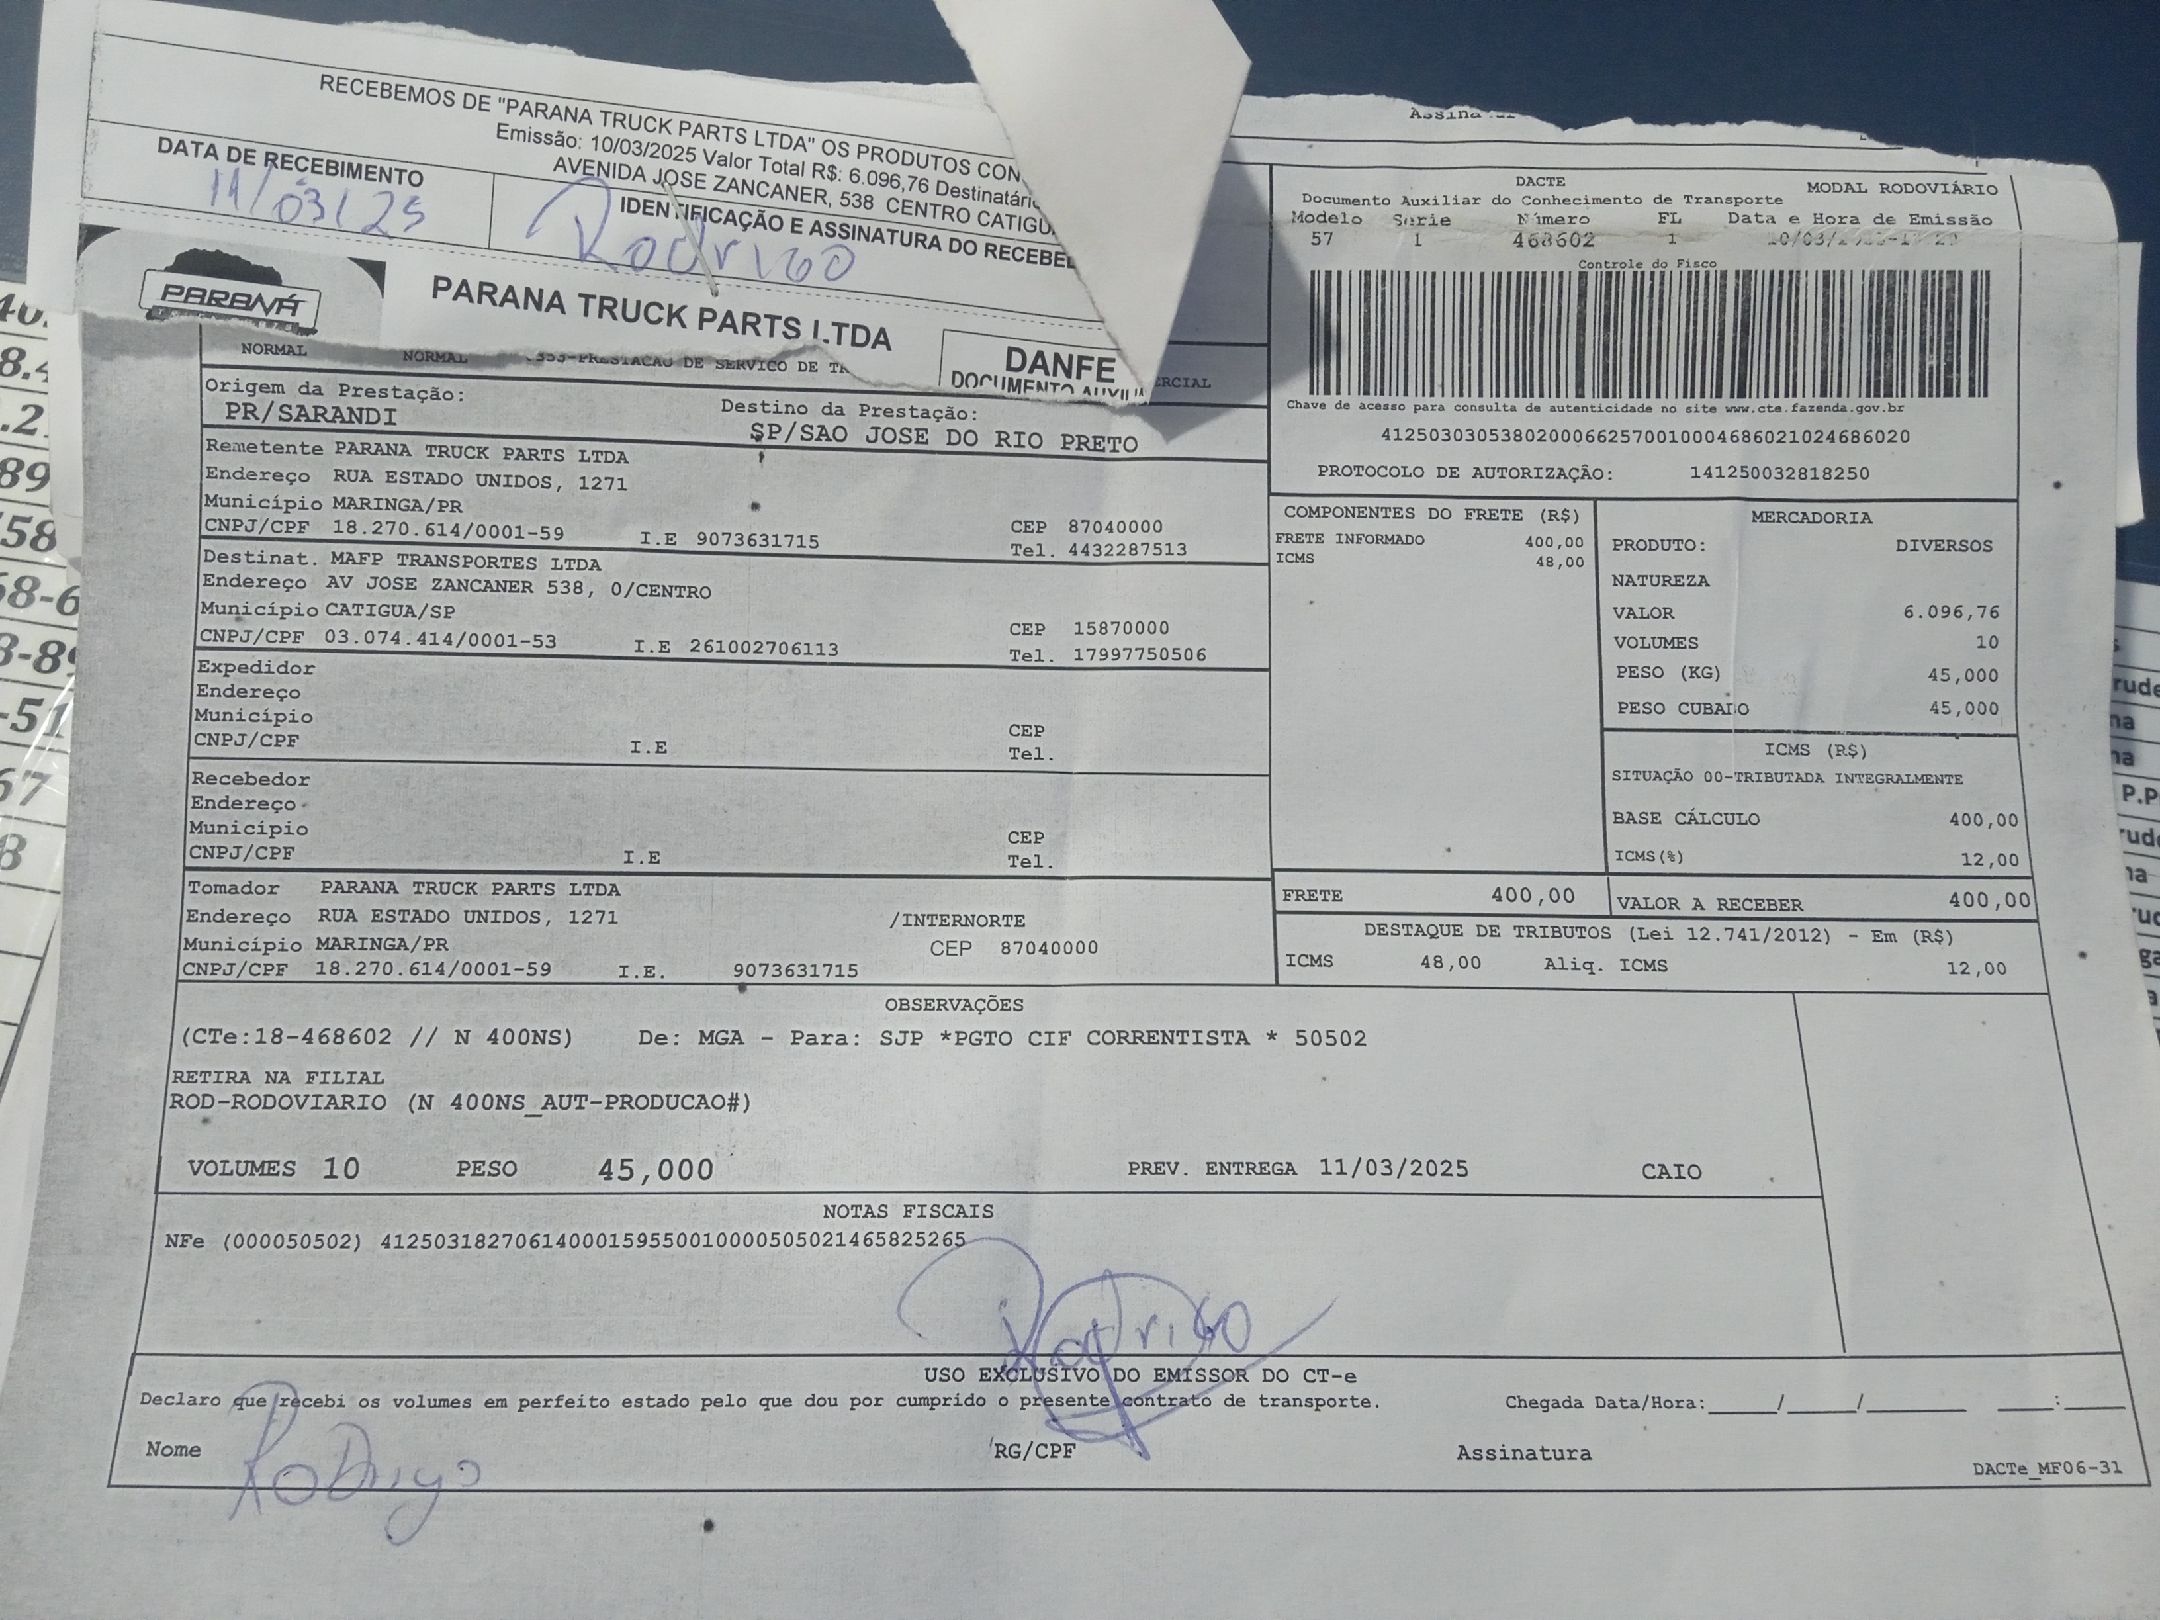 RECEBEMOS DE "PARANA TRUCK PARTS LTDA" OS PRODUTOS
Emissão: 10/03/2025 Valor Total R$: 6.096,76
AVENIDA JOSE ZANCANER, 538 CENTRO
DATA DE RECEBIMENTO
11/03/25
IDENTIFICAÇÃO E ASSINATURA DO
Rodrigo
PARANÁ
PARANA TRUCK PARTS LTDA
DANFE
NORMAL NORMAL PRESTACAO DE SERVICO DE
Origem da Prestação:
PR/SARANDI
Destino da Prestação:
SP/SAO JOSE DO RIO PRETO
Remetente PARANA TRUCK PARTS LTDA
Endereço RUA ESTADO UNIDOS, 1271
Município MARINGA/PR
CEP 87040000
CNPJ/CPF 18.270.614/0001-59 I.E 9073631715
Tel. 4432287513
Destinat. MAFP TRANSPORTES LTDA
Endereço AV JOSE ZANCANER 538, 0/CENTRO
Município CATIGUA/SP
CEP 15870000
CNPJ/CPF 03.074.414/0001-53 I.E 261002706113
Tel. 17997750506
Expedidor
Endereço
Município
CEP
CNPJ/CPF I.E
Tel.
Recebedor
Endereço
Município
CEP
CNPJ/CPF I.E
Tel.
Tomador PARANA TRUCK PARTS LTDA
Endereço RUA ESTADO UNIDOS, 1271 /INTERNORTE
Município MARINGA/PR CEP 87040000
CNPJ/CPF 18.270.614/0001-59 I.E. 9073631715
DACTE MODAL RODOVIÁRIO
Documento Auxiliar do Conhecimento de Transporte
Modelo Serie Número FL Data e Hora de Emissão
57 1 468602 1
Controle do Fisco
Chave de acesso para consulta de autenticidade no site www.cte.fazenda.gov.br
41250303053802000662570010004686021024686020
PROTOCOLO DE AUTORIZAÇÃO: 141250032818250
COMPONENTES DO FRETE (R$)
FRETE INFORMADO 400,00
ICMS 48,00
MERCADORIA
PRODUTO: DIVERSOS
NATUREZA
VALOR 6.096,76
VOLUMES 10
PESO (KG) 45,000
PESO CUBADO 45,000
ICMS (R$)
SITUAÇÃO 00-TRIBUTADA INTEGRALMENTE
BASE CÁLCULO 400,00
ICMS(%) 12,00
FRETE 400,00 VALOR A RECEBER 400,00
DESTAQUE DE TRIBUTOS (Lei 12.741/2012) - Em (R$)
ICMS 48,00 Aliq. ICMS 12,00
OBSERVAÇÕES
(CTe:18-468602 // N 400NS) De: MGA - Para: SJP *PGTO CIF CORRENTISTA * 50502
RETIRA NA FILIAL
ROD-RODOVIARIO (N 400NS_AUT-PRODUCAO#)
VOLUMES 10 PESO 45,000 PREV. ENTREGA 11/03/2025 CAIO
NOTAS FISCAIS
NFe (000050502) 41250318270614000159550010000505021465825265
Rodrigo
USO EXCLUSIVO DO EMISSOR DO CT-e
Declaro que recebi os volumes em perfeito estado pelo que dou por cumprido o presente contrato de transporte. Chegada Data/Hora:_____/_____/_______ ____:_____
Nome Rodrigo RG/CPF Assinatura
DACTe_MF06-31